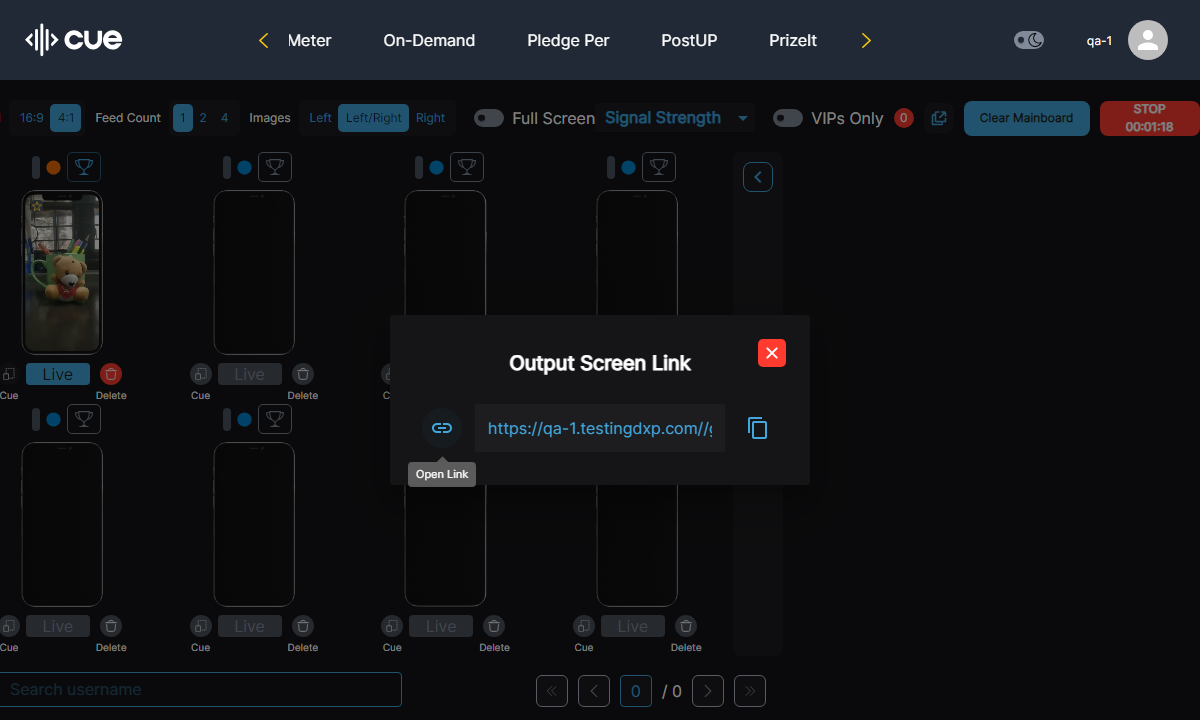 cue
Meter On-Demand Pledge Per PostUP PrizeIt qa-1
16:9 4:1 Feed Count 1 2 4 Images Left Left/Right Right Full Screen Signal Strength VIPs Only 0 Clear Mainboard STOP
00:01:18
Output Screen Link
Live Live
Cue Delete Cue Delete
https://qa-1.testingdxp.com//
Open Link
Live Live Live Live
Cue Delete Cue Delete Cue Delete Cue Delete
Search username
0 / 0